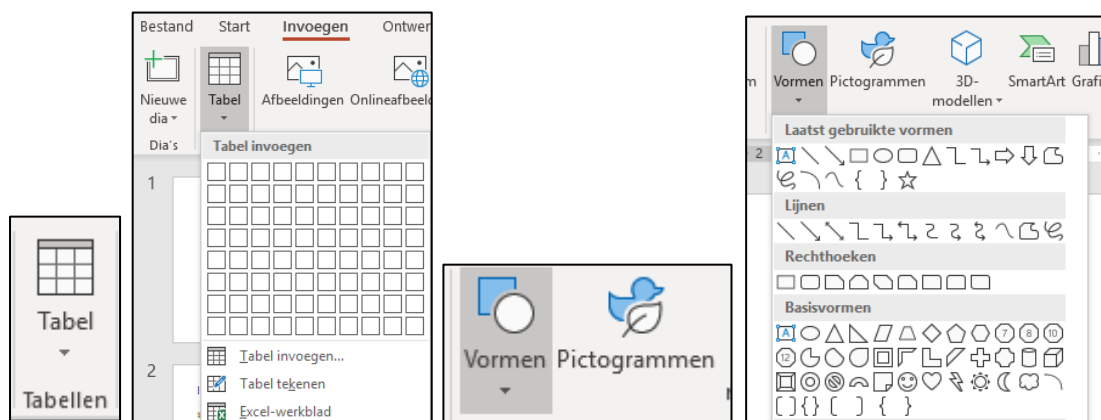 Tabel
Tabellen
Bestand Start Invoegen Ontwer
Nieuwe dia
Tabel
Afbeeldingen
Onlineafbeeld
Dia's
Tabel invoegen
1
2
Tabel invoegen...
Tabel tekenen
Excel-werkblad
Vormen Pictogrammen
Vormen Pictogrammen 3D-modellen SmartArt Grafi
Laatst gebruikte vormen
2
Lijnen
Rechthoeken
Basisvormen